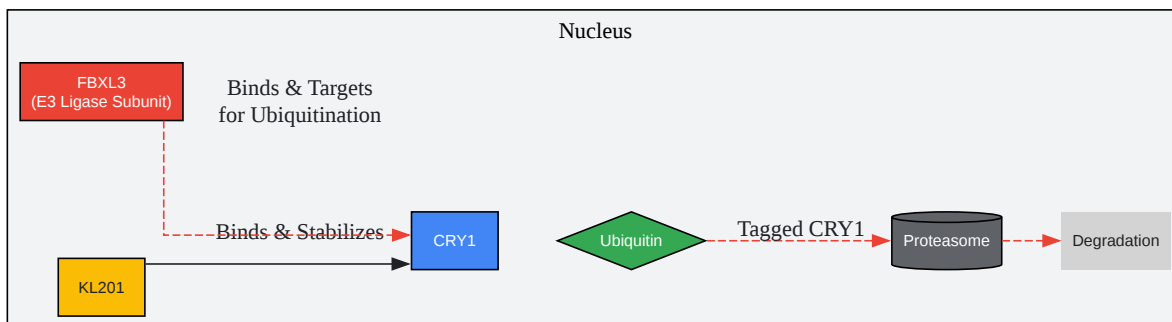 Nucleus
FBXL3
(E3 Ligase Subunit)
Binds & Targets
for Ubiquitination
Binds & Stabilizes
CRY1
Ubiquitin
Tagged CRY1
Proteasome
Degradation
KL201